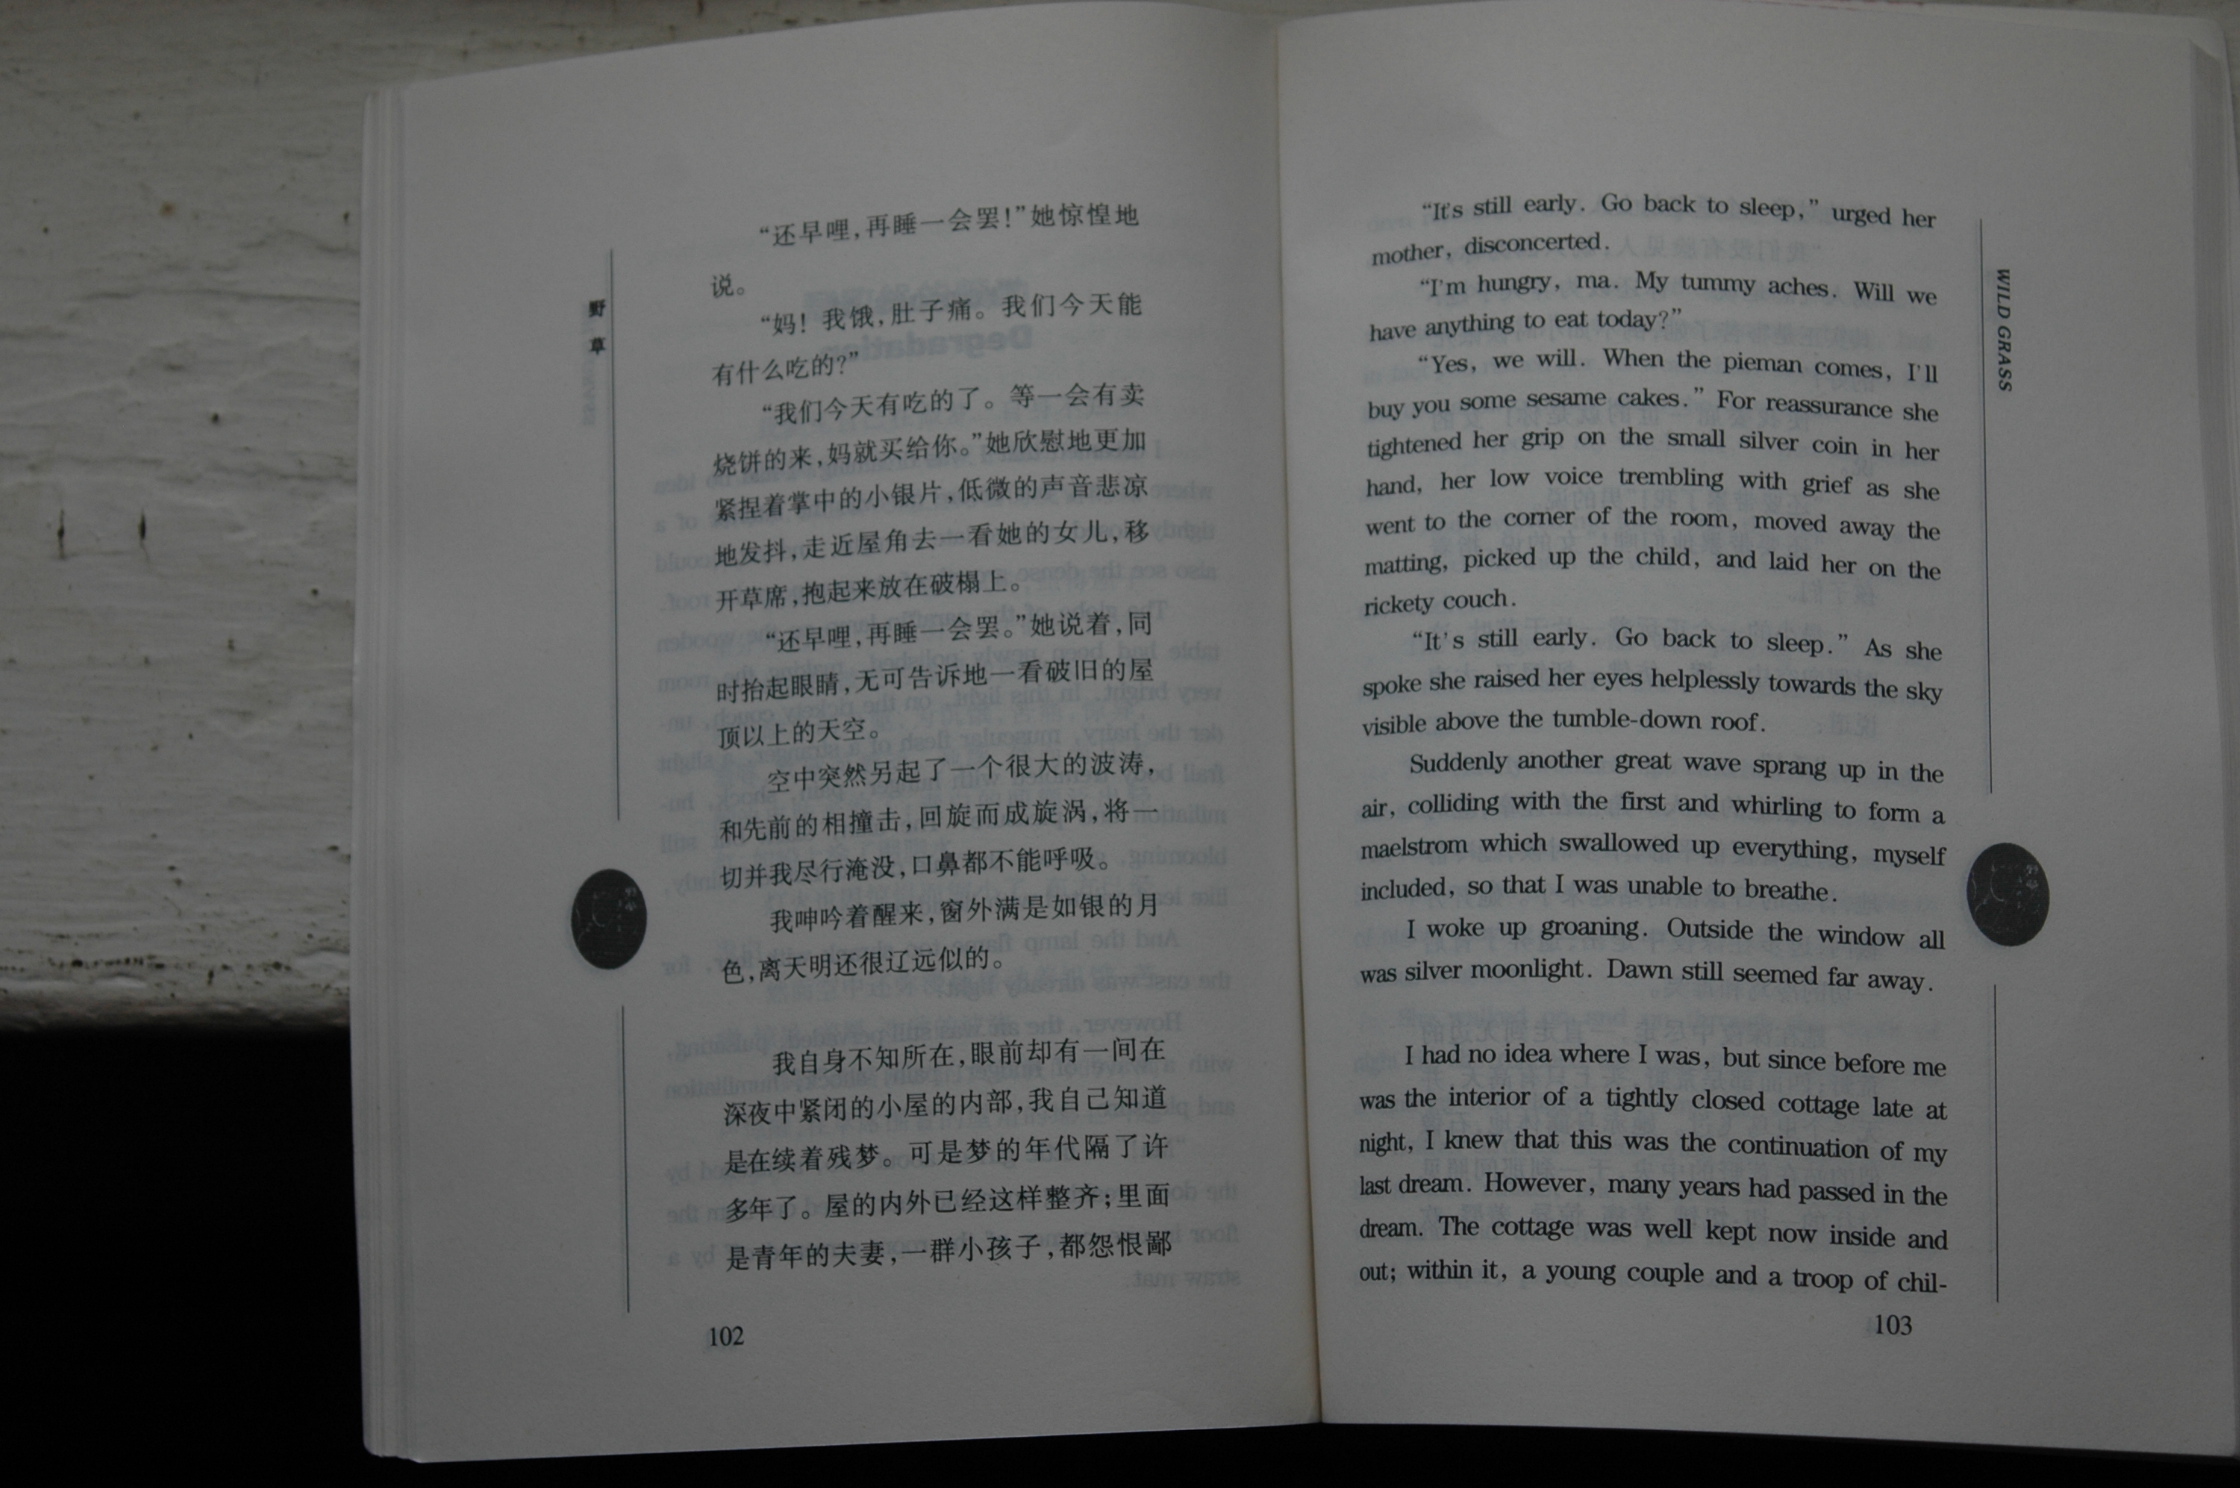 野草
“还早哩,再睡一会罢!”她惊惶地
说。
“妈! 我饿,肚子痛。我们今天能
有什么吃的?”
“我们今天有吃的了。等一会有卖
烧饼的来,妈就买给你。”她欣慰地更加
紧捏着掌中的小银片,低微的声音悲凉
地发抖,走近屋角去一看她的女儿,移
开草席,抱起来放在破榻上。
“还早哩,再睡一会罢。”她说着,同
时抬起眼睛,无可告诉地一看破旧的屋
顶以上的天空。
空中突然另起了一个很大的波涛,
和先前的相撞击,回旋而成旋涡,将一
切并我尽行淹没,口鼻都不能呼吸。
我呻吟着醒来,窗外满是如银的月
色,离天明还很辽远似的。
我自身不知所在,眼前却有一间在
深夜中紧闭的小屋的内部,我自己知道
是在续着残梦。可是梦的年代隔了许
多年了。屋的内外已经这样整齐;里面
是青年的夫妻,一群小孩子,都怨恨鄙
102
“It's still early. Go back to sleep,” urged her
mother, disconcerted.
“I'm hungry, ma. My tummy aches. Will we
have anything to eat today?”
“Yes, we will. When the pieman comes, I'll
buy you some sesame cakes.” For reassurance she
tightened her grip on the small silver coin in her
hand, her low voice trembling with grief as she
went to the corner of the room, moved away the
matting, picked up the child, and laid her on the
rickety couch.
“It's still early. Go back to sleep.” As she
spoke she raised her eyes helplessly towards the sky
visible above the tumble-down roof.
Suddenly another great wave sprang up in the
air, colliding with the first and whirling to form a
maelstrom which swallowed up everything, myself
included, so that I was unable to breathe.
I woke up groaning. Outside the window all
was silver moonlight. Dawn still seemed far away.
I had no idea where I was, but since before me
was the interior of a tightly closed cottage late at
night, I knew that this was the continuation of my
last dream. However, many years had passed in the
dream. The cottage was well kept now inside and
out; within it, a young couple and a troop of chil-
103
WILD GRASS